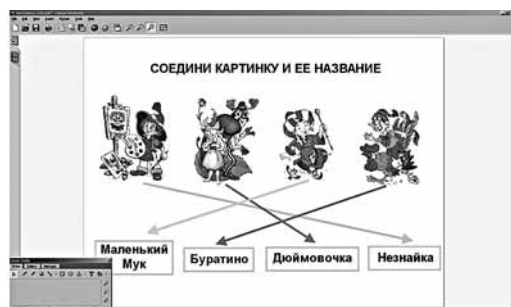 СОЕДИНИ КАРТИНКУ И ЕЕ НАЗВАНИЕ
Маленький
Мук
Буратино
Дюймовочка
Незнайка